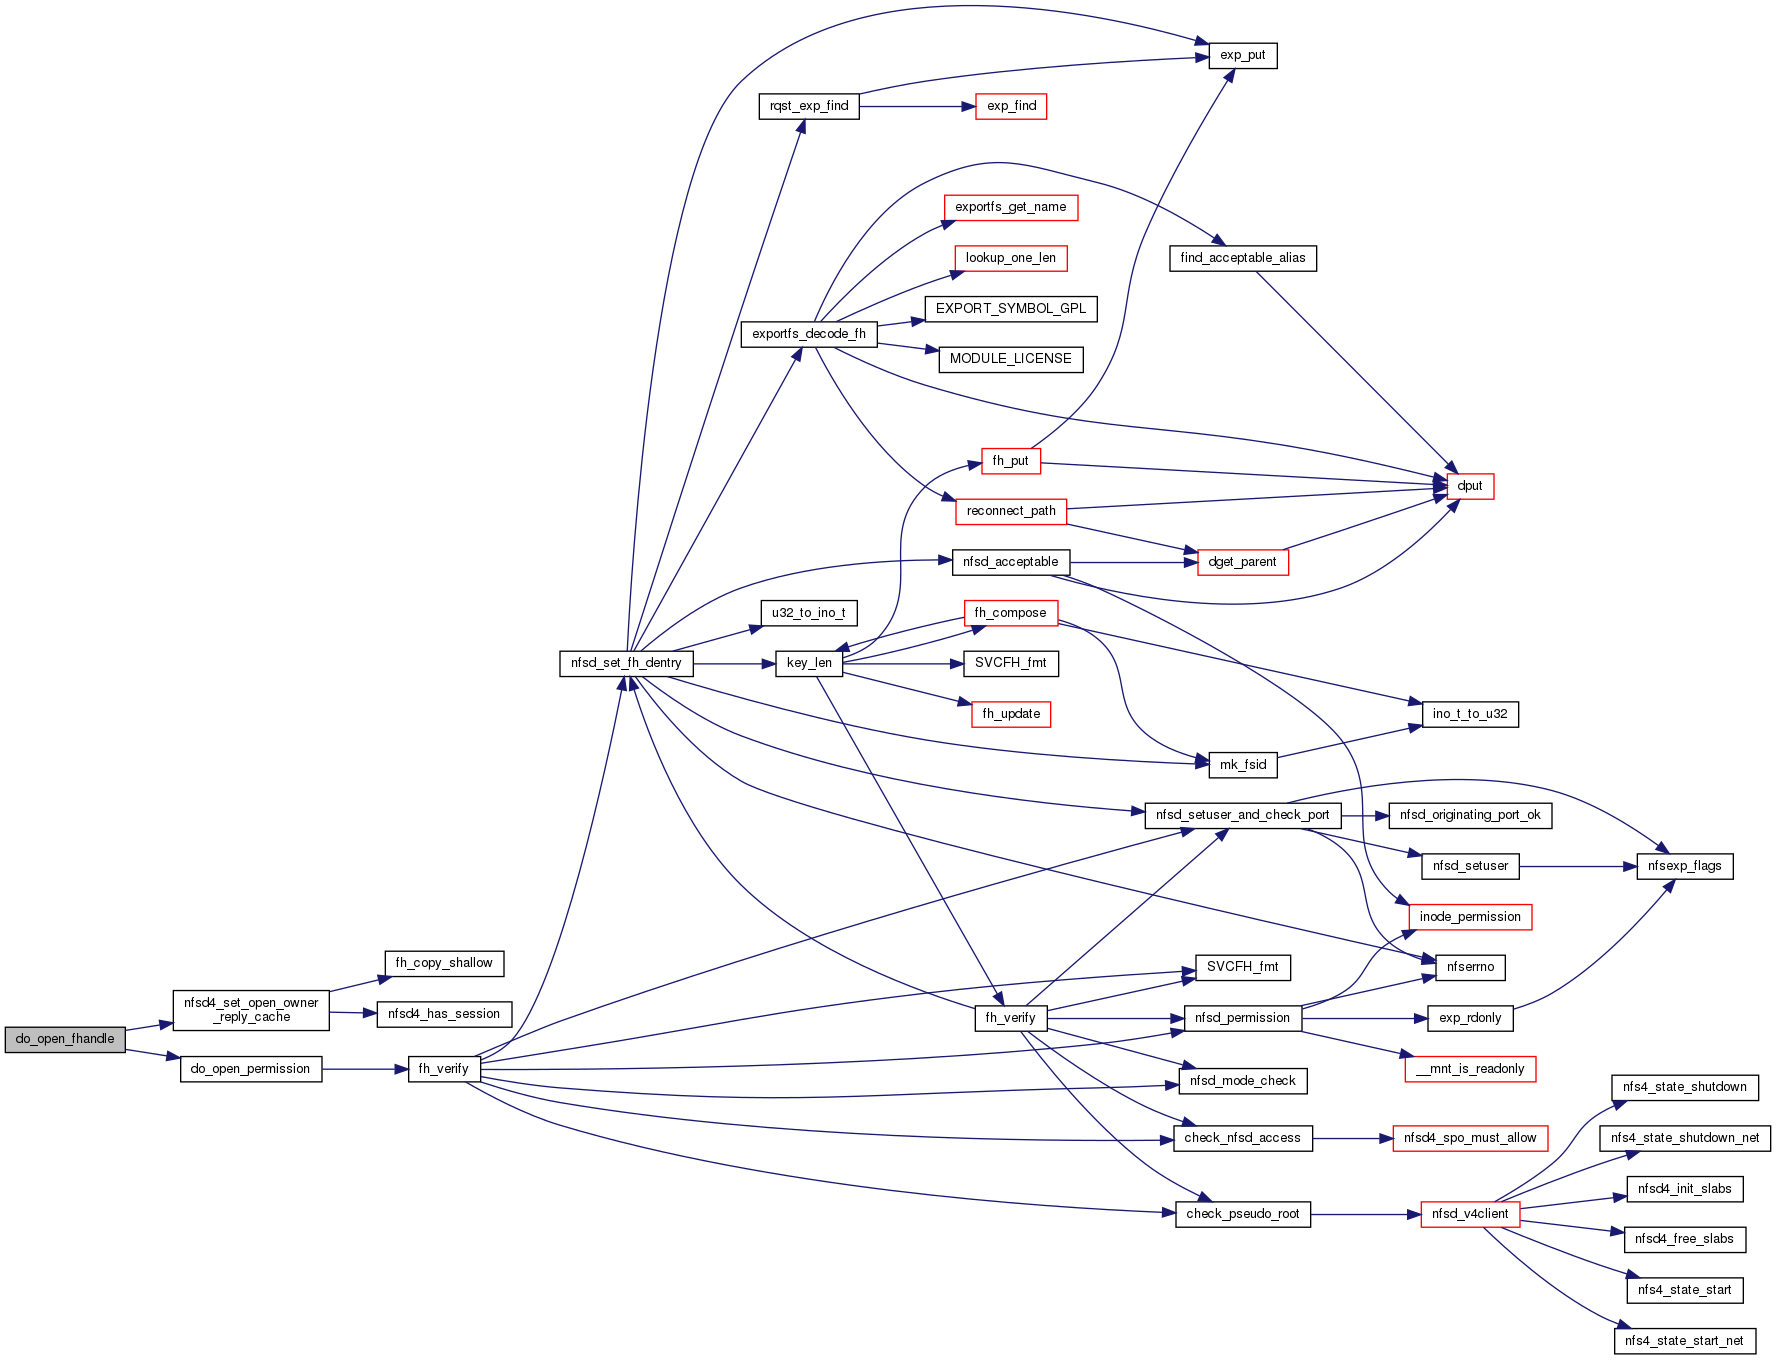 exp_put
rqst_exp_find
exp_find
exportfs_get_name
lookup_one_len
find_acceptable_alias
EXPORT_SYMBOL_GPL
exportfs_decode_fh
MODULE_LICENSE
fh_put
dput
reconnect_path
nfsd_acceptable
dget_parent
u32_to_ino_t
fh_compose
nfsd_set_fh_dentry
key_len
SVCFH_fmt
fh_update
ino_t_to_u32
mk_fsid
nfsd_setuser_and_check_port
nfsd_originating_port_ok
nfsd_setuser
nfsexp_flags
inode_permission
fh_copy_shallow
SVCFH_fmt
nfserrno
nfsd4_set_open_owner
_reply_cache
nfsd4_has_session
fh_verify
nfsd_permission
exp_rdonly
do_open_fhandle
do_open_permission
fh_verify
__mnt_is_readonly
nfsd_mode_check
nfs4_state_shutdown
check_nfsd_access
nfsd4_spo_must_allow
nfs4_state_shutdown_net
nfsd4_init_slabs
check_pseudo_root
nfsd_v4client
nfsd4_free_slabs
nfs4_state_start
nfs4_state_start_net